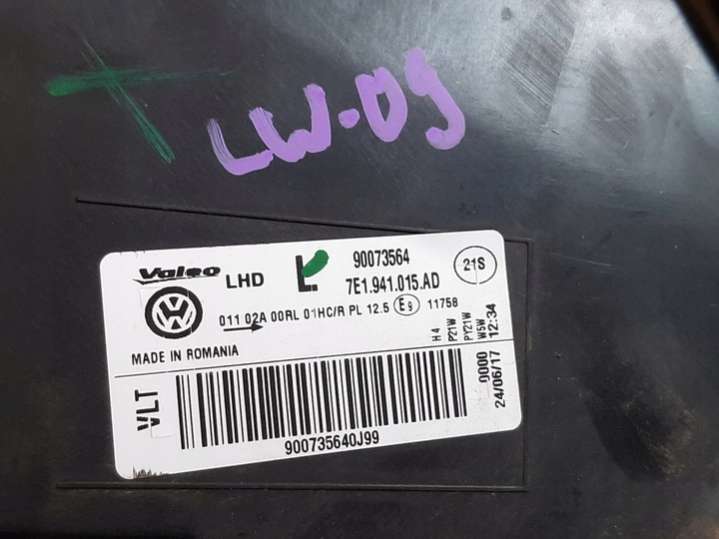 LW-09
Valeo LHD L 90073564
7E1.941.015.AD
21S
011 02A 00RL 01HC/R PL 12.5 E9 11758
MADE IN ROMANIA
H4
P21W
PY21W
W5W
12:34
VLT
0000
24/06/17
900735640J99